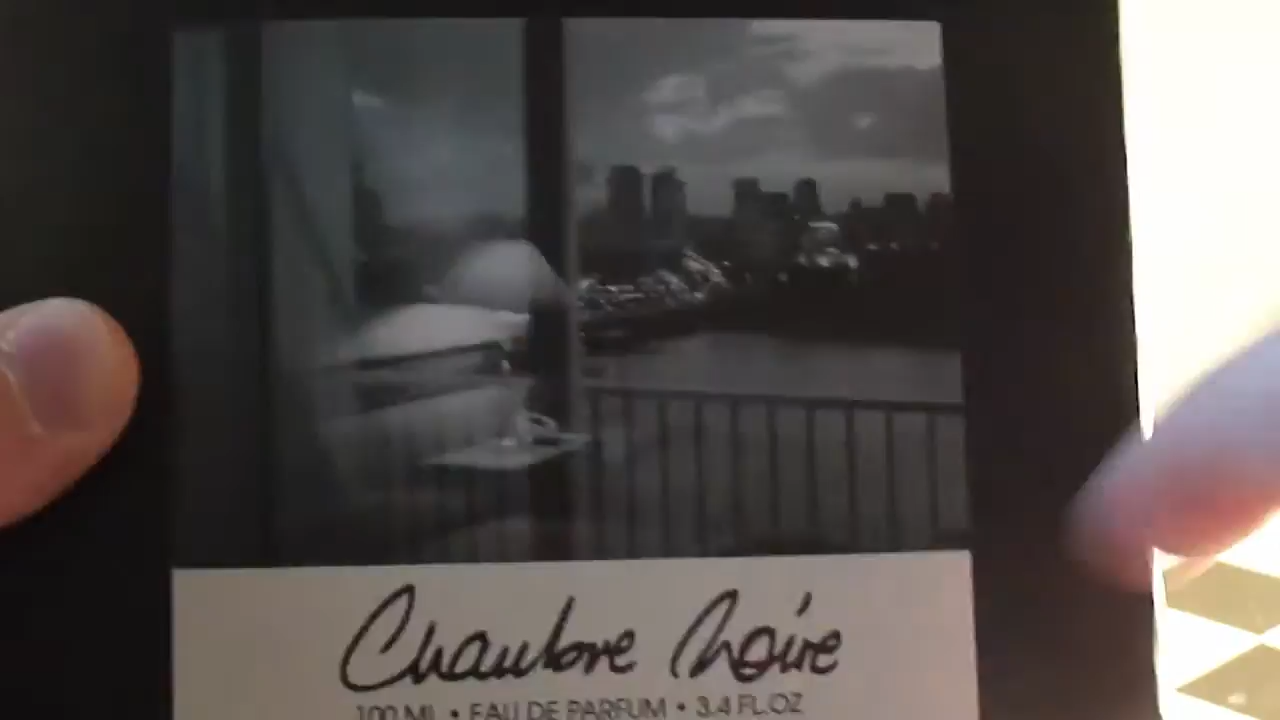 Chambre Noire
100 ML • EAU DE PARFUM • 3.4 FL.OZ